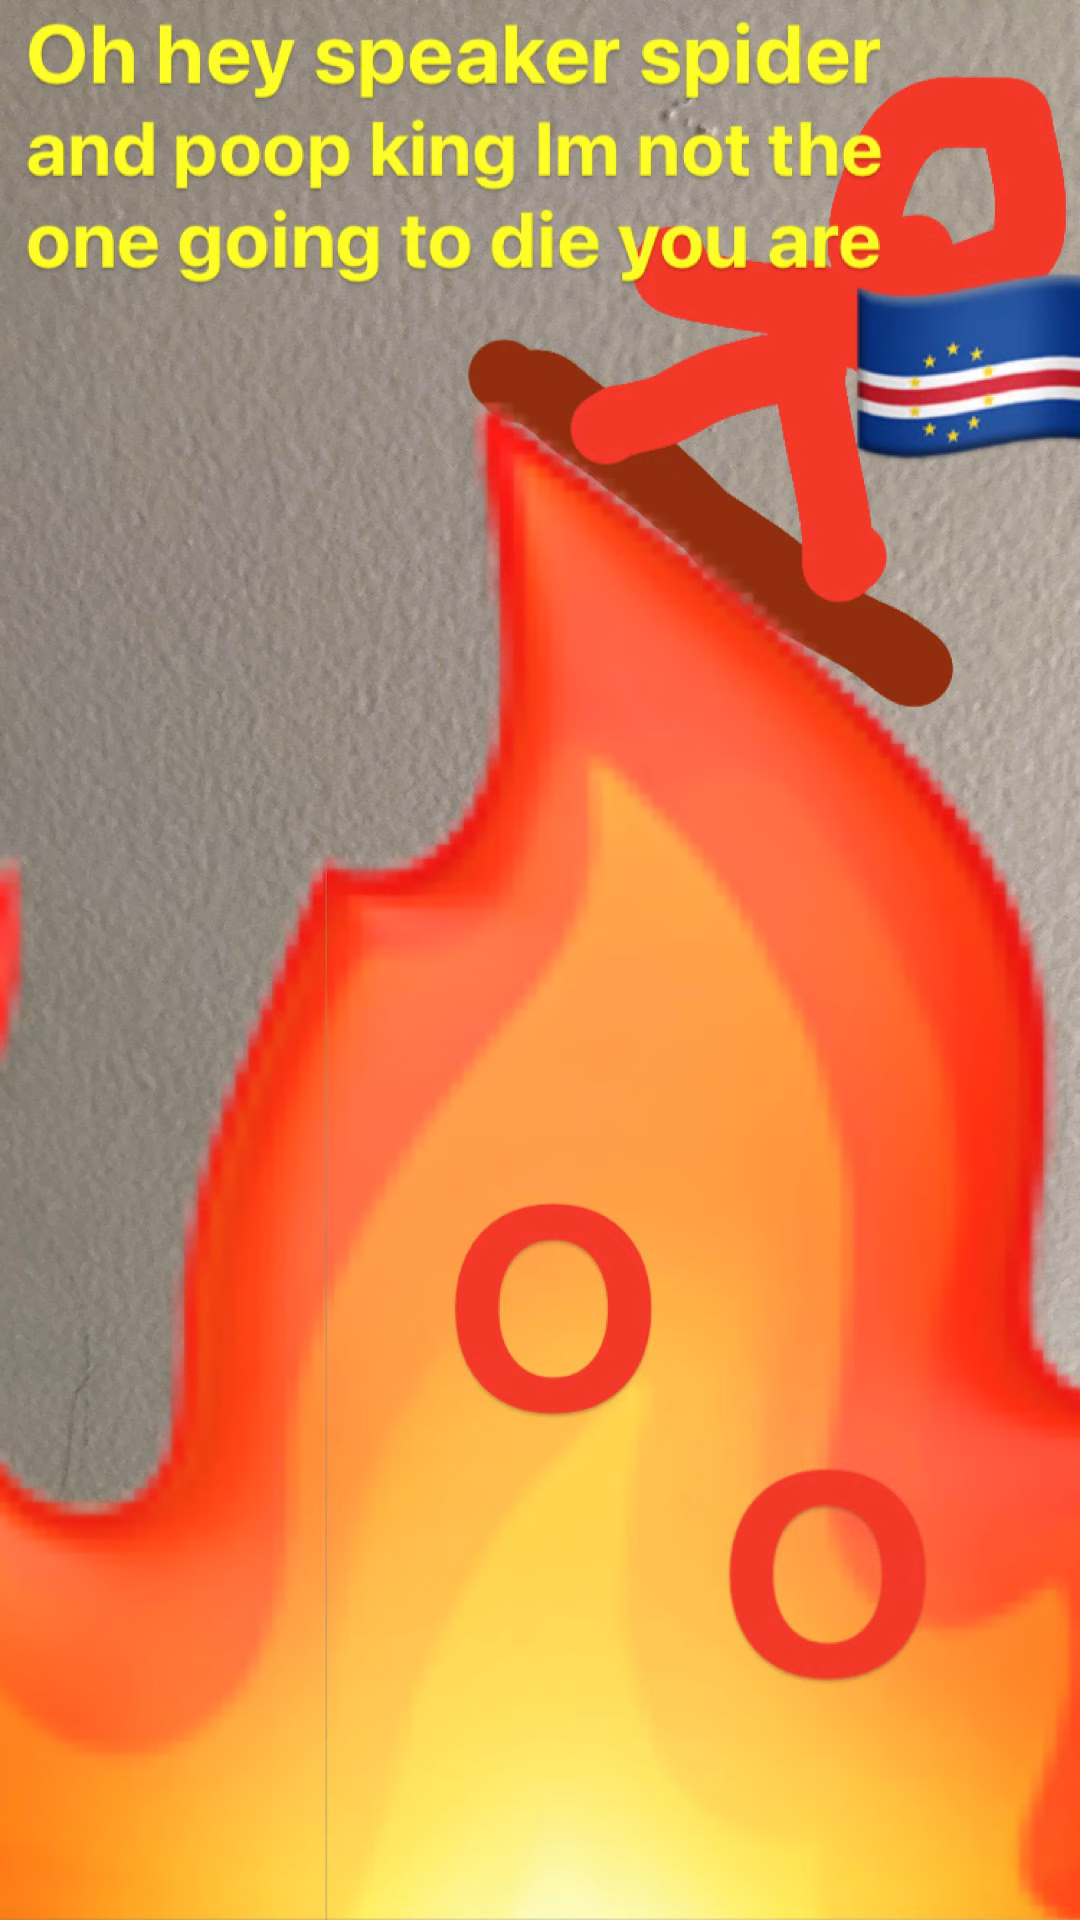 Oh hey speaker spider
and poop king Im not the
one going to die you are
O
O